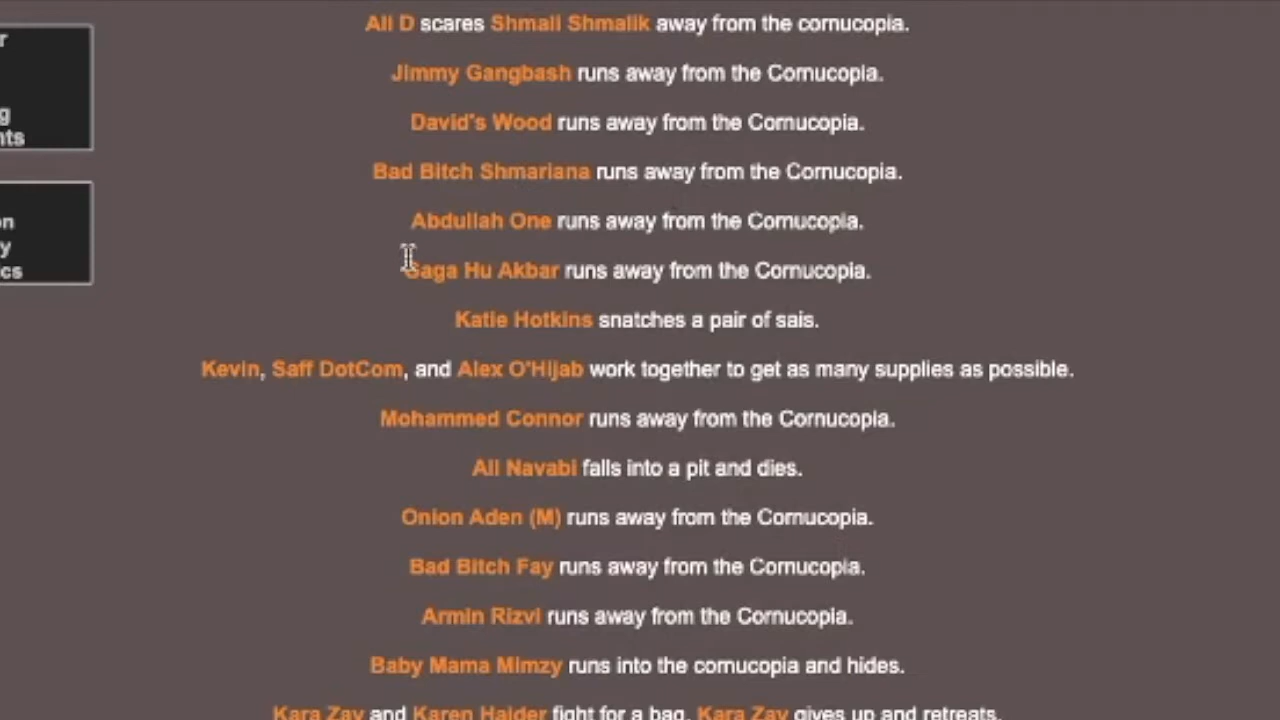 r
g
nts
on
y
cs
Ali D scares Shmali Shmalik away from the cornucopia.
Jimmy Gangbash runs away from the Cornucopia.
David's Wood runs away from the Cornucopia.
Bad Bitch Shmariana runs away from the Cornucopia.
Abdullah One runs away from the Cornucopia.
Gaga Hu Akbar runs away from the Cornucopia.
Katie Hotkins snatches a pair of sais.
Kevin, Saff DotCom, and Alex O'Hijab work together to get as many supplies as possible.
Mohammed Connor runs away from the Cornucopia.
Ali Navabi falls into a pit and dies.
Onion Aden (M) runs away from the Cornucopia.
Bad Bitch Fay runs away from the Cornucopia.
Armin Rizvi runs away from the Cornucopia.
Baby Mama Mimzy runs into the cornucopia and hides.
Kara Zay and Karen Haider fight for a bag. Kara Zay gives up and retreats.